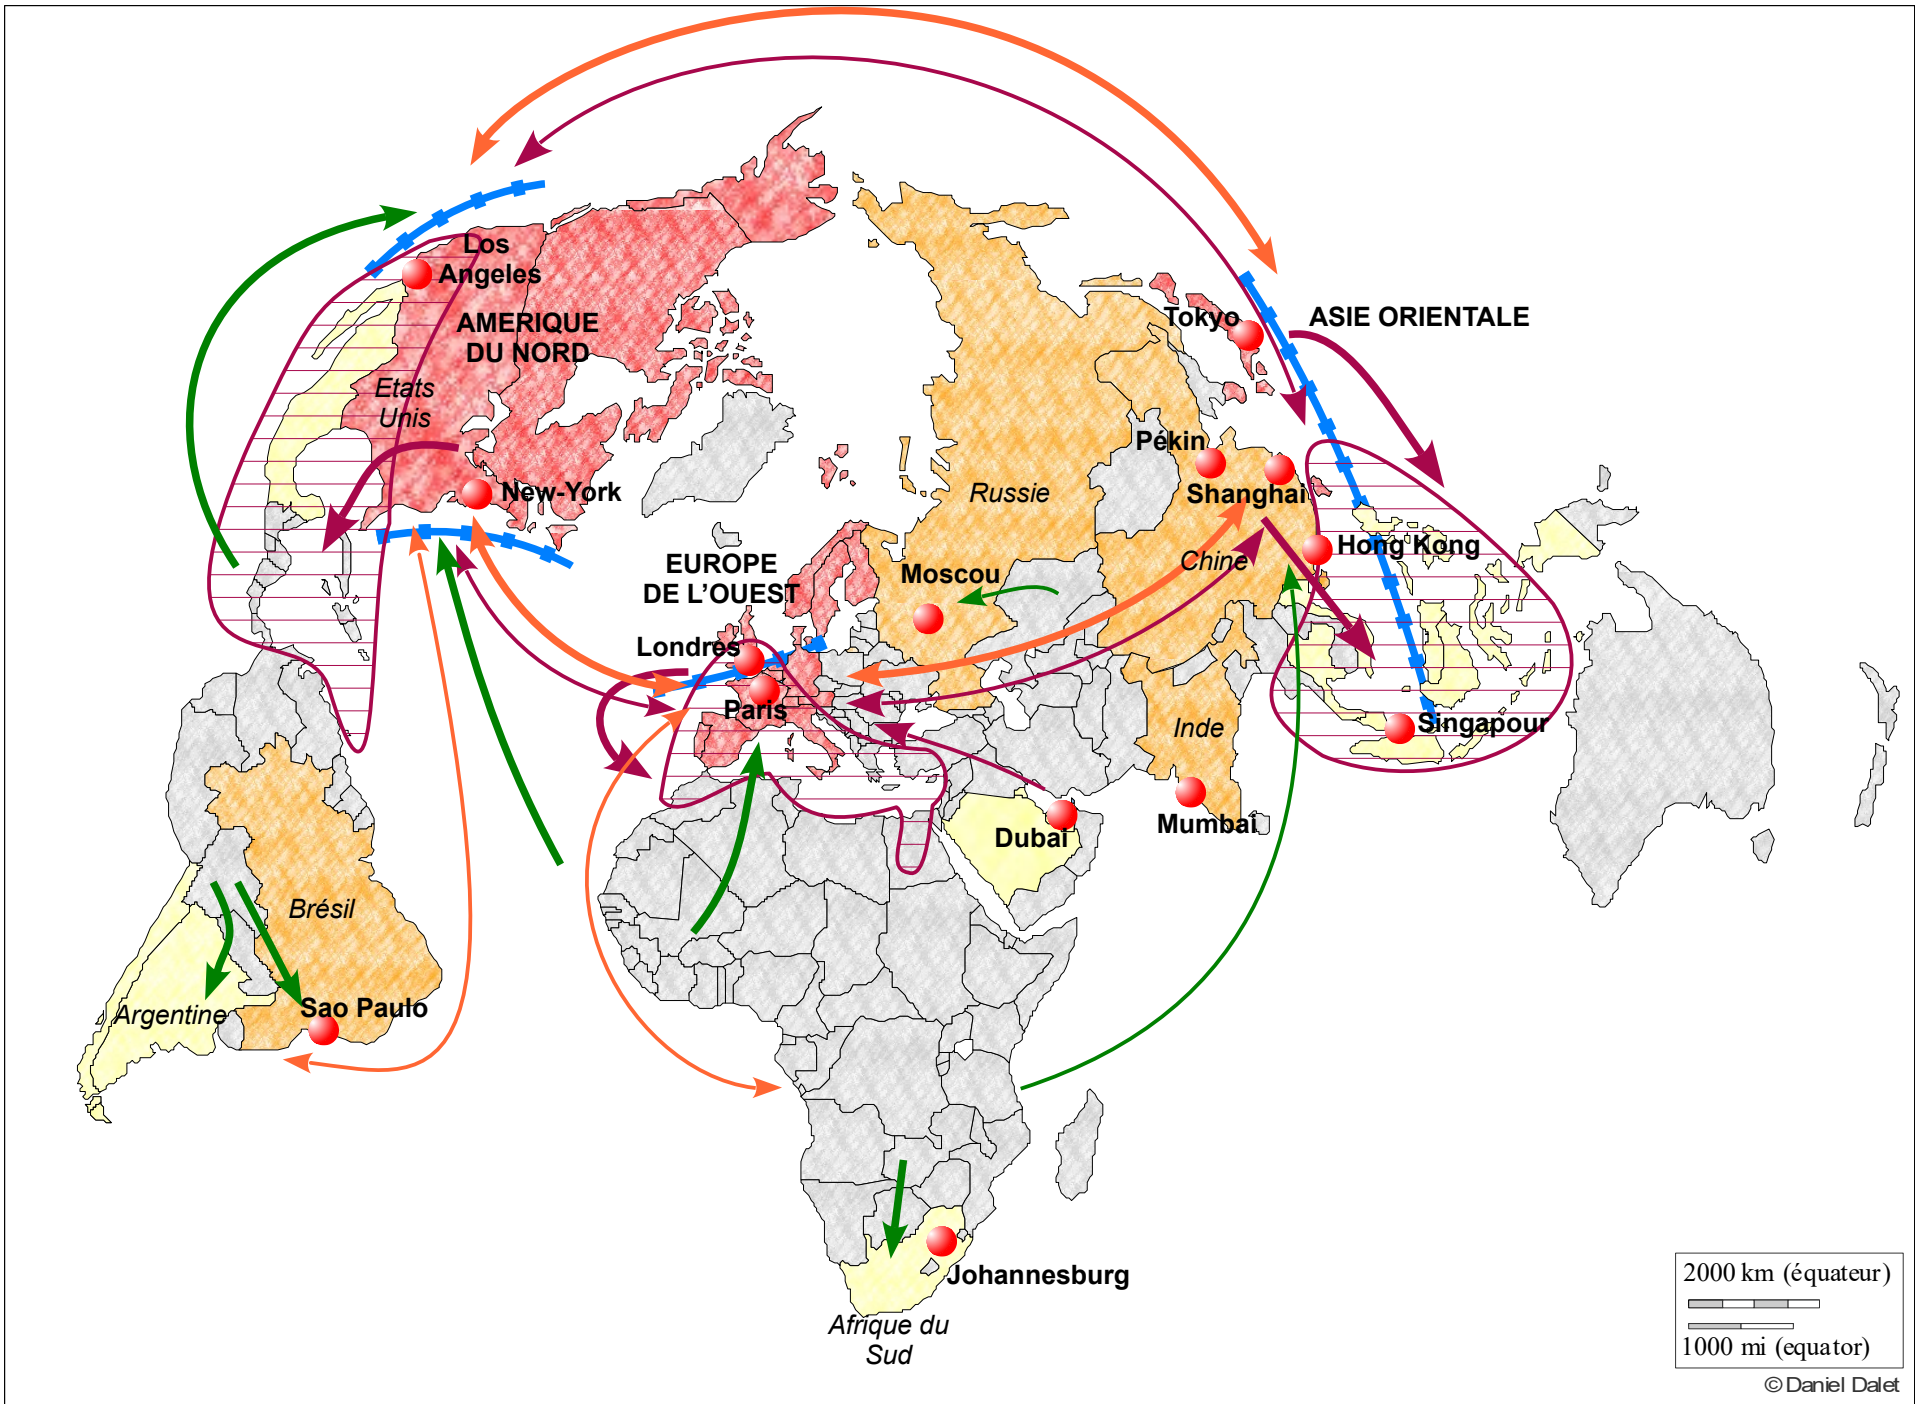 Los
Angeles
AMERIQUE
DU NORD
Etats
Unis
New-York
Tokyo
ASIE ORIENTALE
Pékin
Shanghai
Russie
Hong Kong
Chine
EUROPE
DE L'OUEST
Moscou
Londres
Paris
Inde
Singapour
Mumbai
Dubai
Brésil
Argentine
Sao Paulo
Johannesburg
Afrique du
Sud
2000 km (équateur)
1000 mi (equator)
© Daniel Dalet